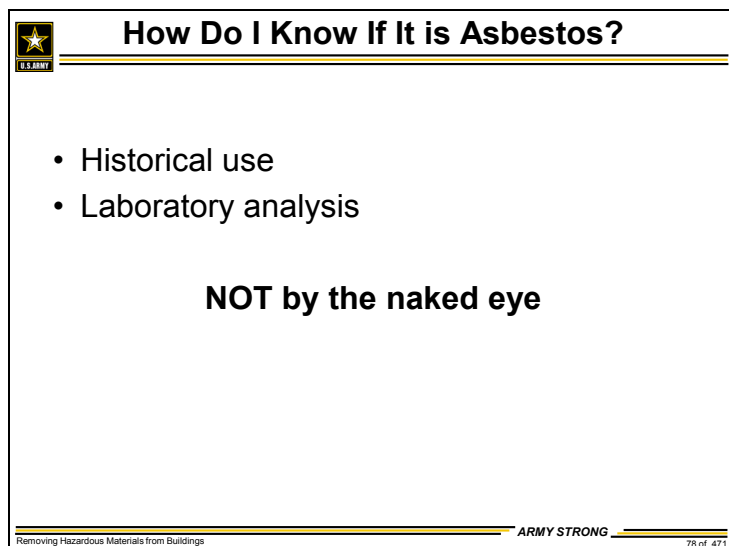 How Do I Know If It is Asbestos?
U.S.ARMY
• Historical use
• Laboratory analysis
NOT by the naked eye
ARMY STRONG
Removing Hazardous Materials from Buildings
78 of 471